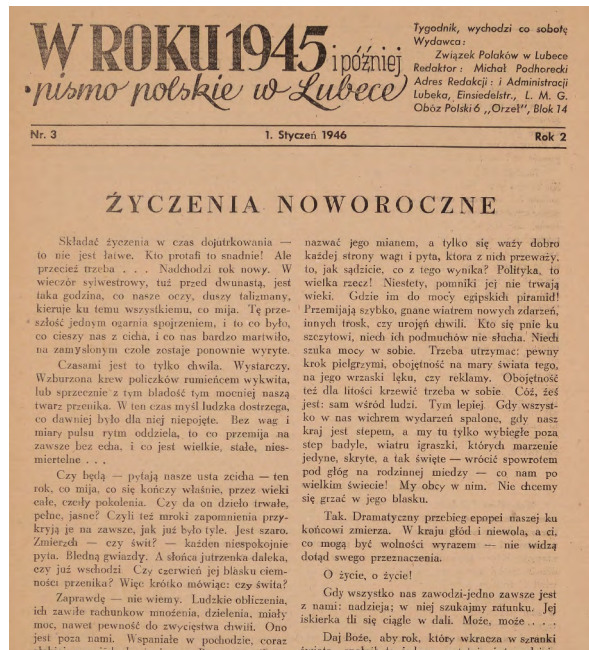 W ROKU 1945 i później
pismo polskie w Lubece
Tygodnik, wychodzi co sobotę
Wydawca:
Związek Polaków w Lubece
Redaktor: Michał Podhorecki
Adres Redakcji: i Administracji
Lubeka, Einsiedelstr., L. M. G.
Obóz Polski 6 „Orzeł", Blok 14
Nr. 3
1. Styczeń 1946
Rok 2
ŻYCZENIA NOWOROCZNE
Składać życzenia w czas dojutrkowania —
to nie jest łatwe. Kto protafi to snadnie! Ale
przecież trzeba . . . Nadchodzi rok nowy. W
wieczór sylwestrowy, tuż przed dwunastą, jest
taka godzina, co nasze oczy, duszy talizmany,
kieruje ku temu wszystkiemu, co mija. Tę prze-
szłość jednym ogarnia spojrzeniem, i to co było,
co cieszy nas z cicha, i co nas bardzo martwiło,
na zamyslonym czole zostaje ponownie wyryte.
Czasami jest to tylko chwila. Wystarczy.
Wzburzona krew policzków rumieńcem wykwita,
lub sprzecznie z tym bladość tym mocniej naszą
twarz przenika. W ten czas myśl ludzka dostrzega,
co dawniej było dla niej niepojęte. Bez wag i
miary pulsu rytm oddziela, to co przemija na
zawsze bez echa, i co jest wielkie, stałe, nies-
miertelne . . .
Czy będą — pytają nasze usta zcicha — ten
rok, co mija, co się kończy właśnie, przez wieki
całe, czcły pokolenia. Czy da on dzieło trwałe,
pełne, jasne? Czyli też mroki zapomnienia przy-
kryją je na zawsze, jak już było tyle. Jest szaro.
Zmierzch — czy świt? — każden niespokojnie
pyta. Bledną gwiazdy. A słońca jutrzenka daleka,
czy już wschodzi. Czy czerwień jej blasku ciem-
ności przenika? Więc krótko mówiąc: czy świta?
Zaprawdę — nie wiemy. Ludzkie obliczenia,
ich zawiłe rachunkow mnożenia, dzielenia, miały
moc, nawet pewność do zwycięstwa chwili. Ono
jest poza nami. Wspaniałe w pochodzie, coraz
nazwać jego mianem, a tylko się waży dobro
każdej strony wagi i pyta, ktora z nich przeważy,
to, jak sądzicie, co z tego wynika? Polityka, to
wielka rzecz! Niestety, pomniki jej nie trwają
wieki. Gdzie im do mocy egipskich piramid!
Przemijają szybko, gnane wiatrem nowych zdarzeń,
innych trosk, czy urojeń chwili. Kto się pnie ku
szczytowi, niech ich podmuchów nie słucha. Niech
szuka mocy w sobie. Trzeba utrzymac: pewny
krok pielgrzymi, obojętność na mary świata tego,
na jego wrzaski lęku, czy reklamy. Obojętność
też dla litości krzewić trzeba w sobie. Cóż, żeś
jest: sam wśród ludzi. Tym lepiej. Gdy wszyst-
ko w nas wichrem wydarzeń spalone, gdy nasz
kraj jest stepem, a my tu tylko wybiegłe poza
step badyle, wiatru igraszki, których marzenie
jedyne, skryte, a tak święte — wrócić spowrotem
pod głóg na rodzinnej miedzy — co nam po
wielkim świecie! My obcy w nim. Nie chcemy
się grzać w jego blasku.
Tak. Dramatyczny przebieg epopei naszej ku
końcowi zmierza. W kraju głód i niewola, a ci,
co mogą być wolności wyrazem — nie widzą
dotąd swego przeznaczenia.
O życie, o życie!
Gdy wszystko nas zawodzi-jedno zawsze jest
z nami: nadzieja; w niej szukajmy ratunku. Jej
iskierka tli się ciągle w dali. Może, może . . . .
Daj Boże, aby rok, który wkracza w szranki